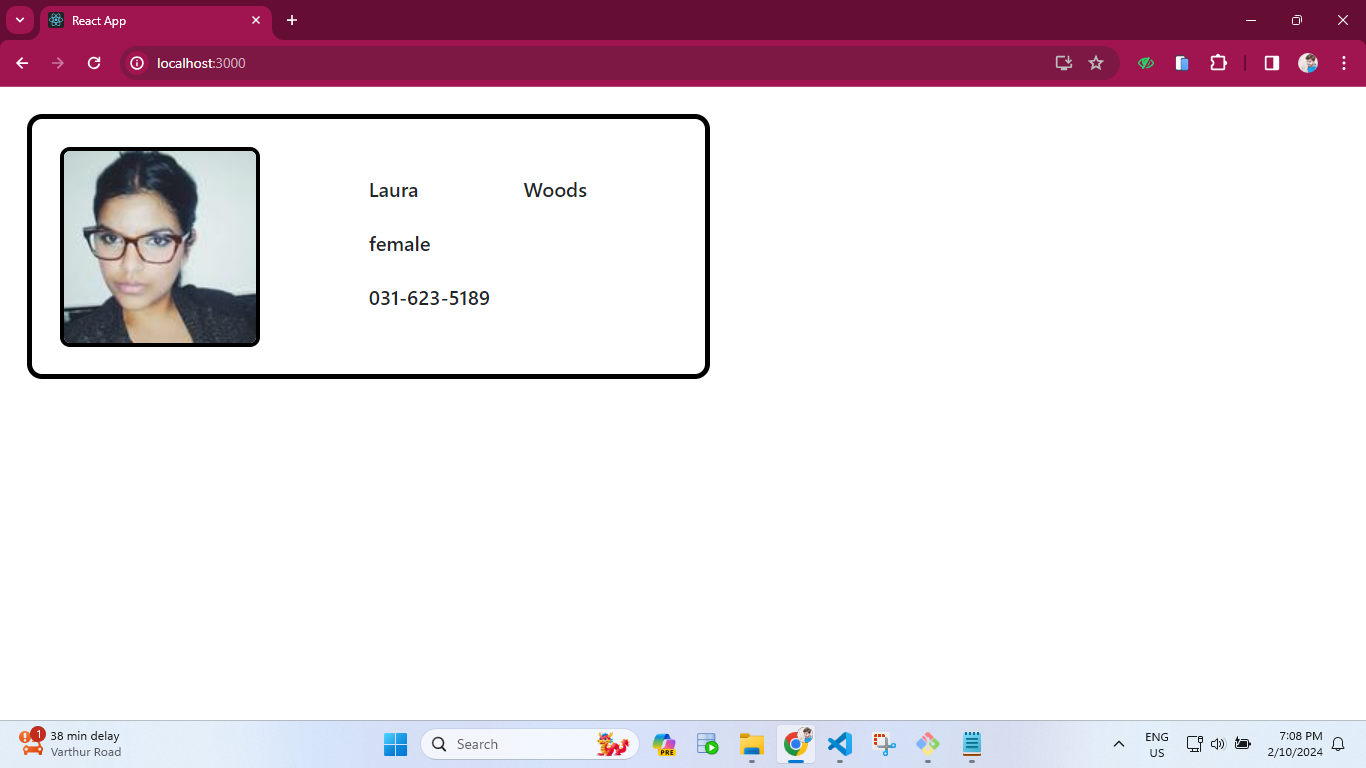 React App
localhost:3000
Laura Woods
female
031-623-5189
1
38 min delay
Varthur Road
Search
PRE
ENG
US
7:08 PM
2/10/2024